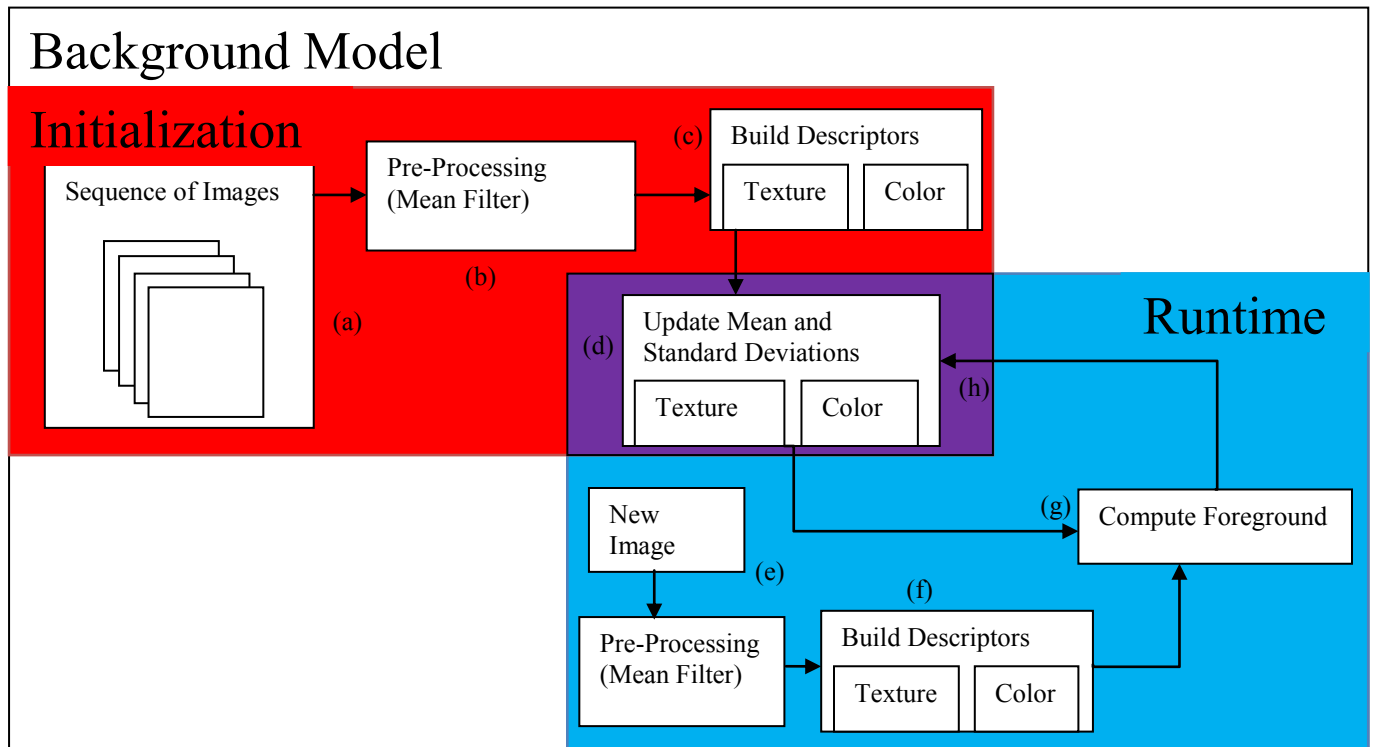 Background Model
Initialization
Sequence of Images
(a)
Pre-Processing
(Mean Filter)
(b)
(c)
Build Descriptors
Texture
Color
Runtime
(d)
Update Mean and
Standard Deviations
Texture
Color
(h)
New
Image
(e)
Pre-Processing
(Mean Filter)
(f)
Build Descriptors
Texture
Color
(g)
Compute Foreground